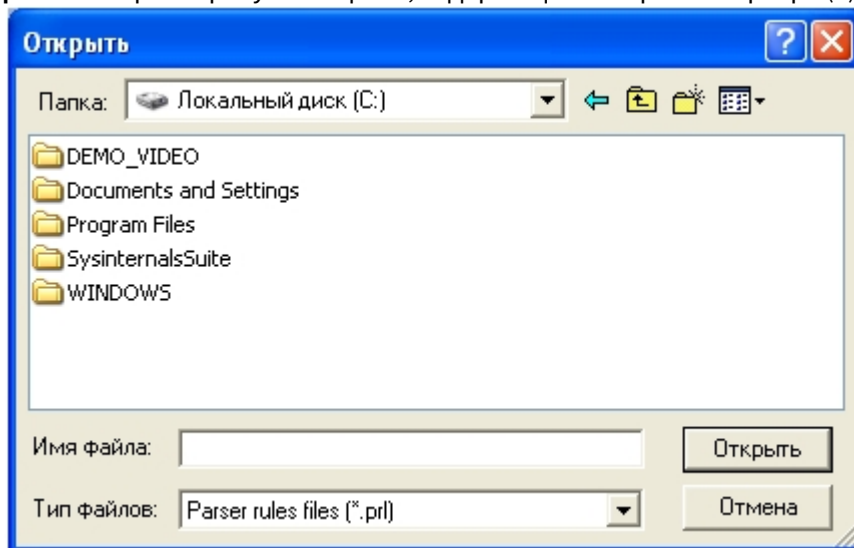 Открыть
Папка: Локальный диск (C:)
DEMO_VIDEO
Documents and Settings
Program Files
SysinternalsSuite
WINDOWS
Имя файла:
Открыть
Тип файлов: Parser rules files (*.prl)
Отмена